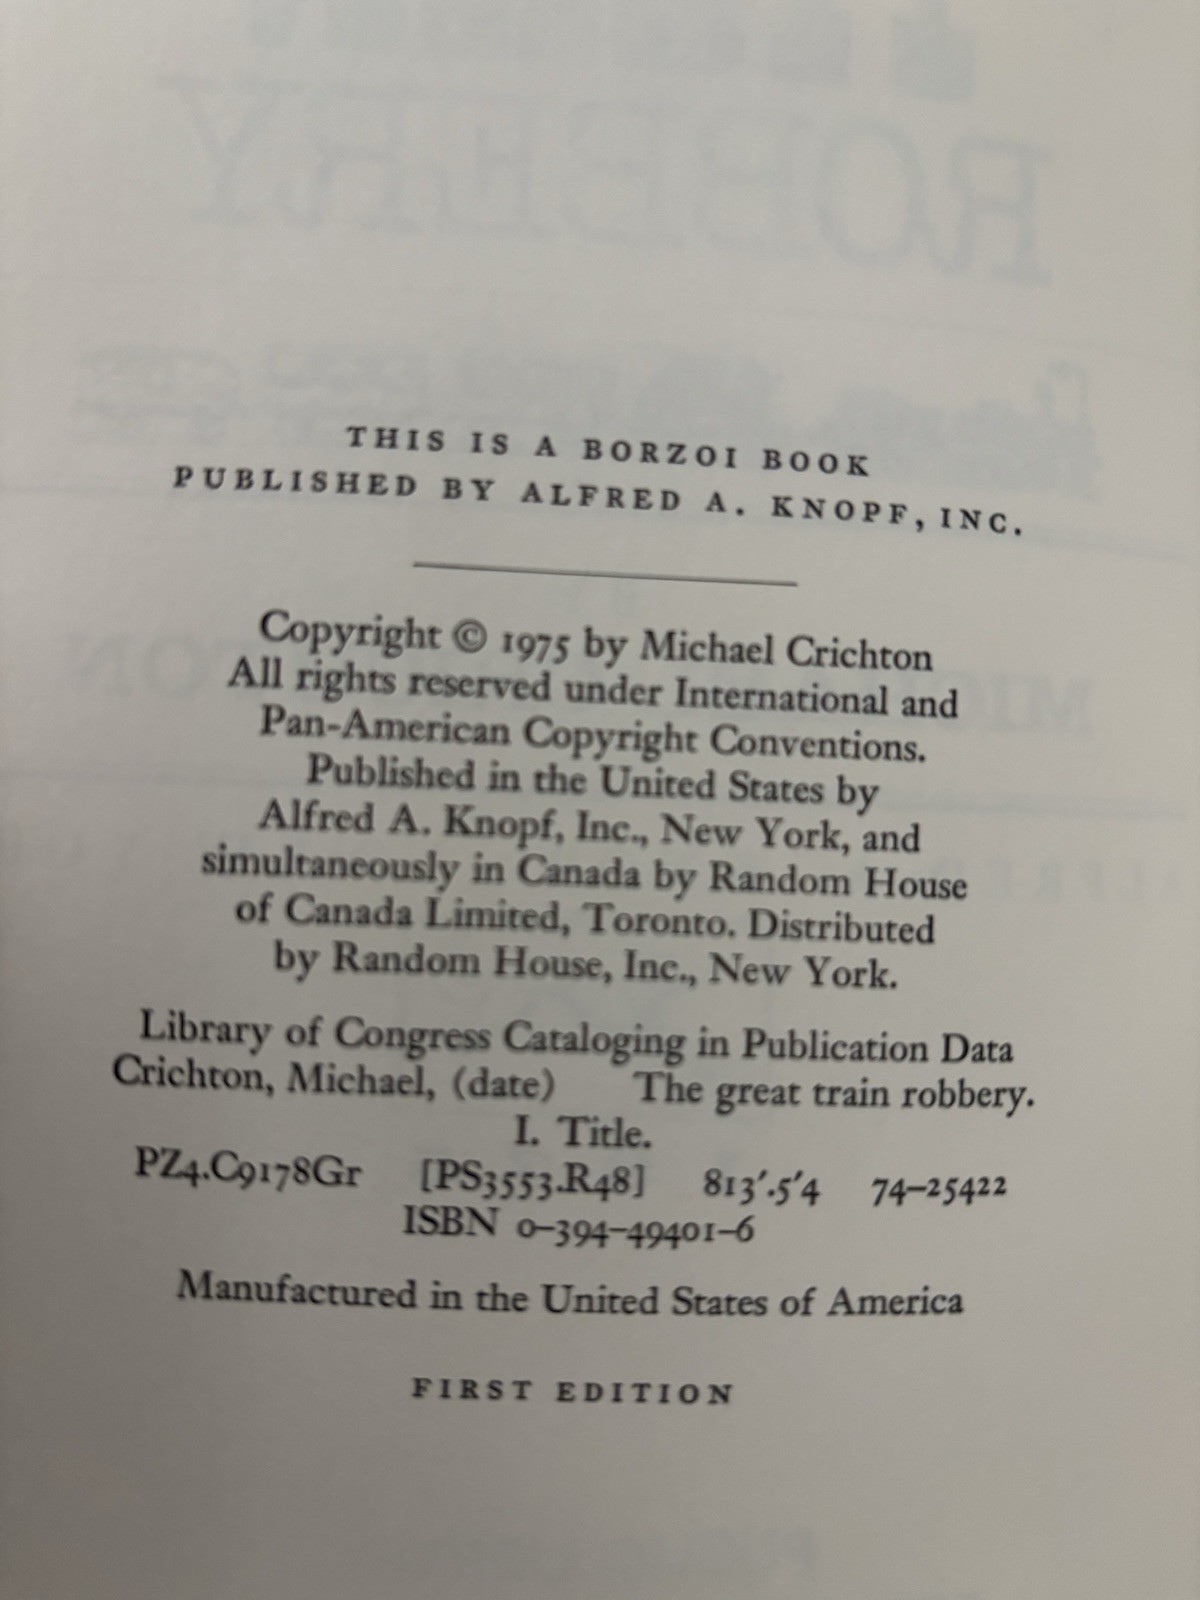 THIS IS A BORZOI BOOK
PUBLISHED BY ALFRED A. KNOPF, INC.
Copyright © 1975 by Michael Crichton
All rights reserved under International and
Pan-American Copyright Conventions.
Published in the United States by
Alfred A. Knopf, Inc., New York, and
simultaneously in Canada by Random House
of Canada Limited, Toronto. Distributed
by Random House, Inc., New York.
Library of Congress Cataloging in Publication Data
Crichton, Michael, (date) The great train robbery.
I. Title.
PZ4.C9178Gr [PS3553.R48] 813'.5'4 74–25422
ISBN 0–394–49401–6
Manufactured in the United States of America
FIRST EDITION